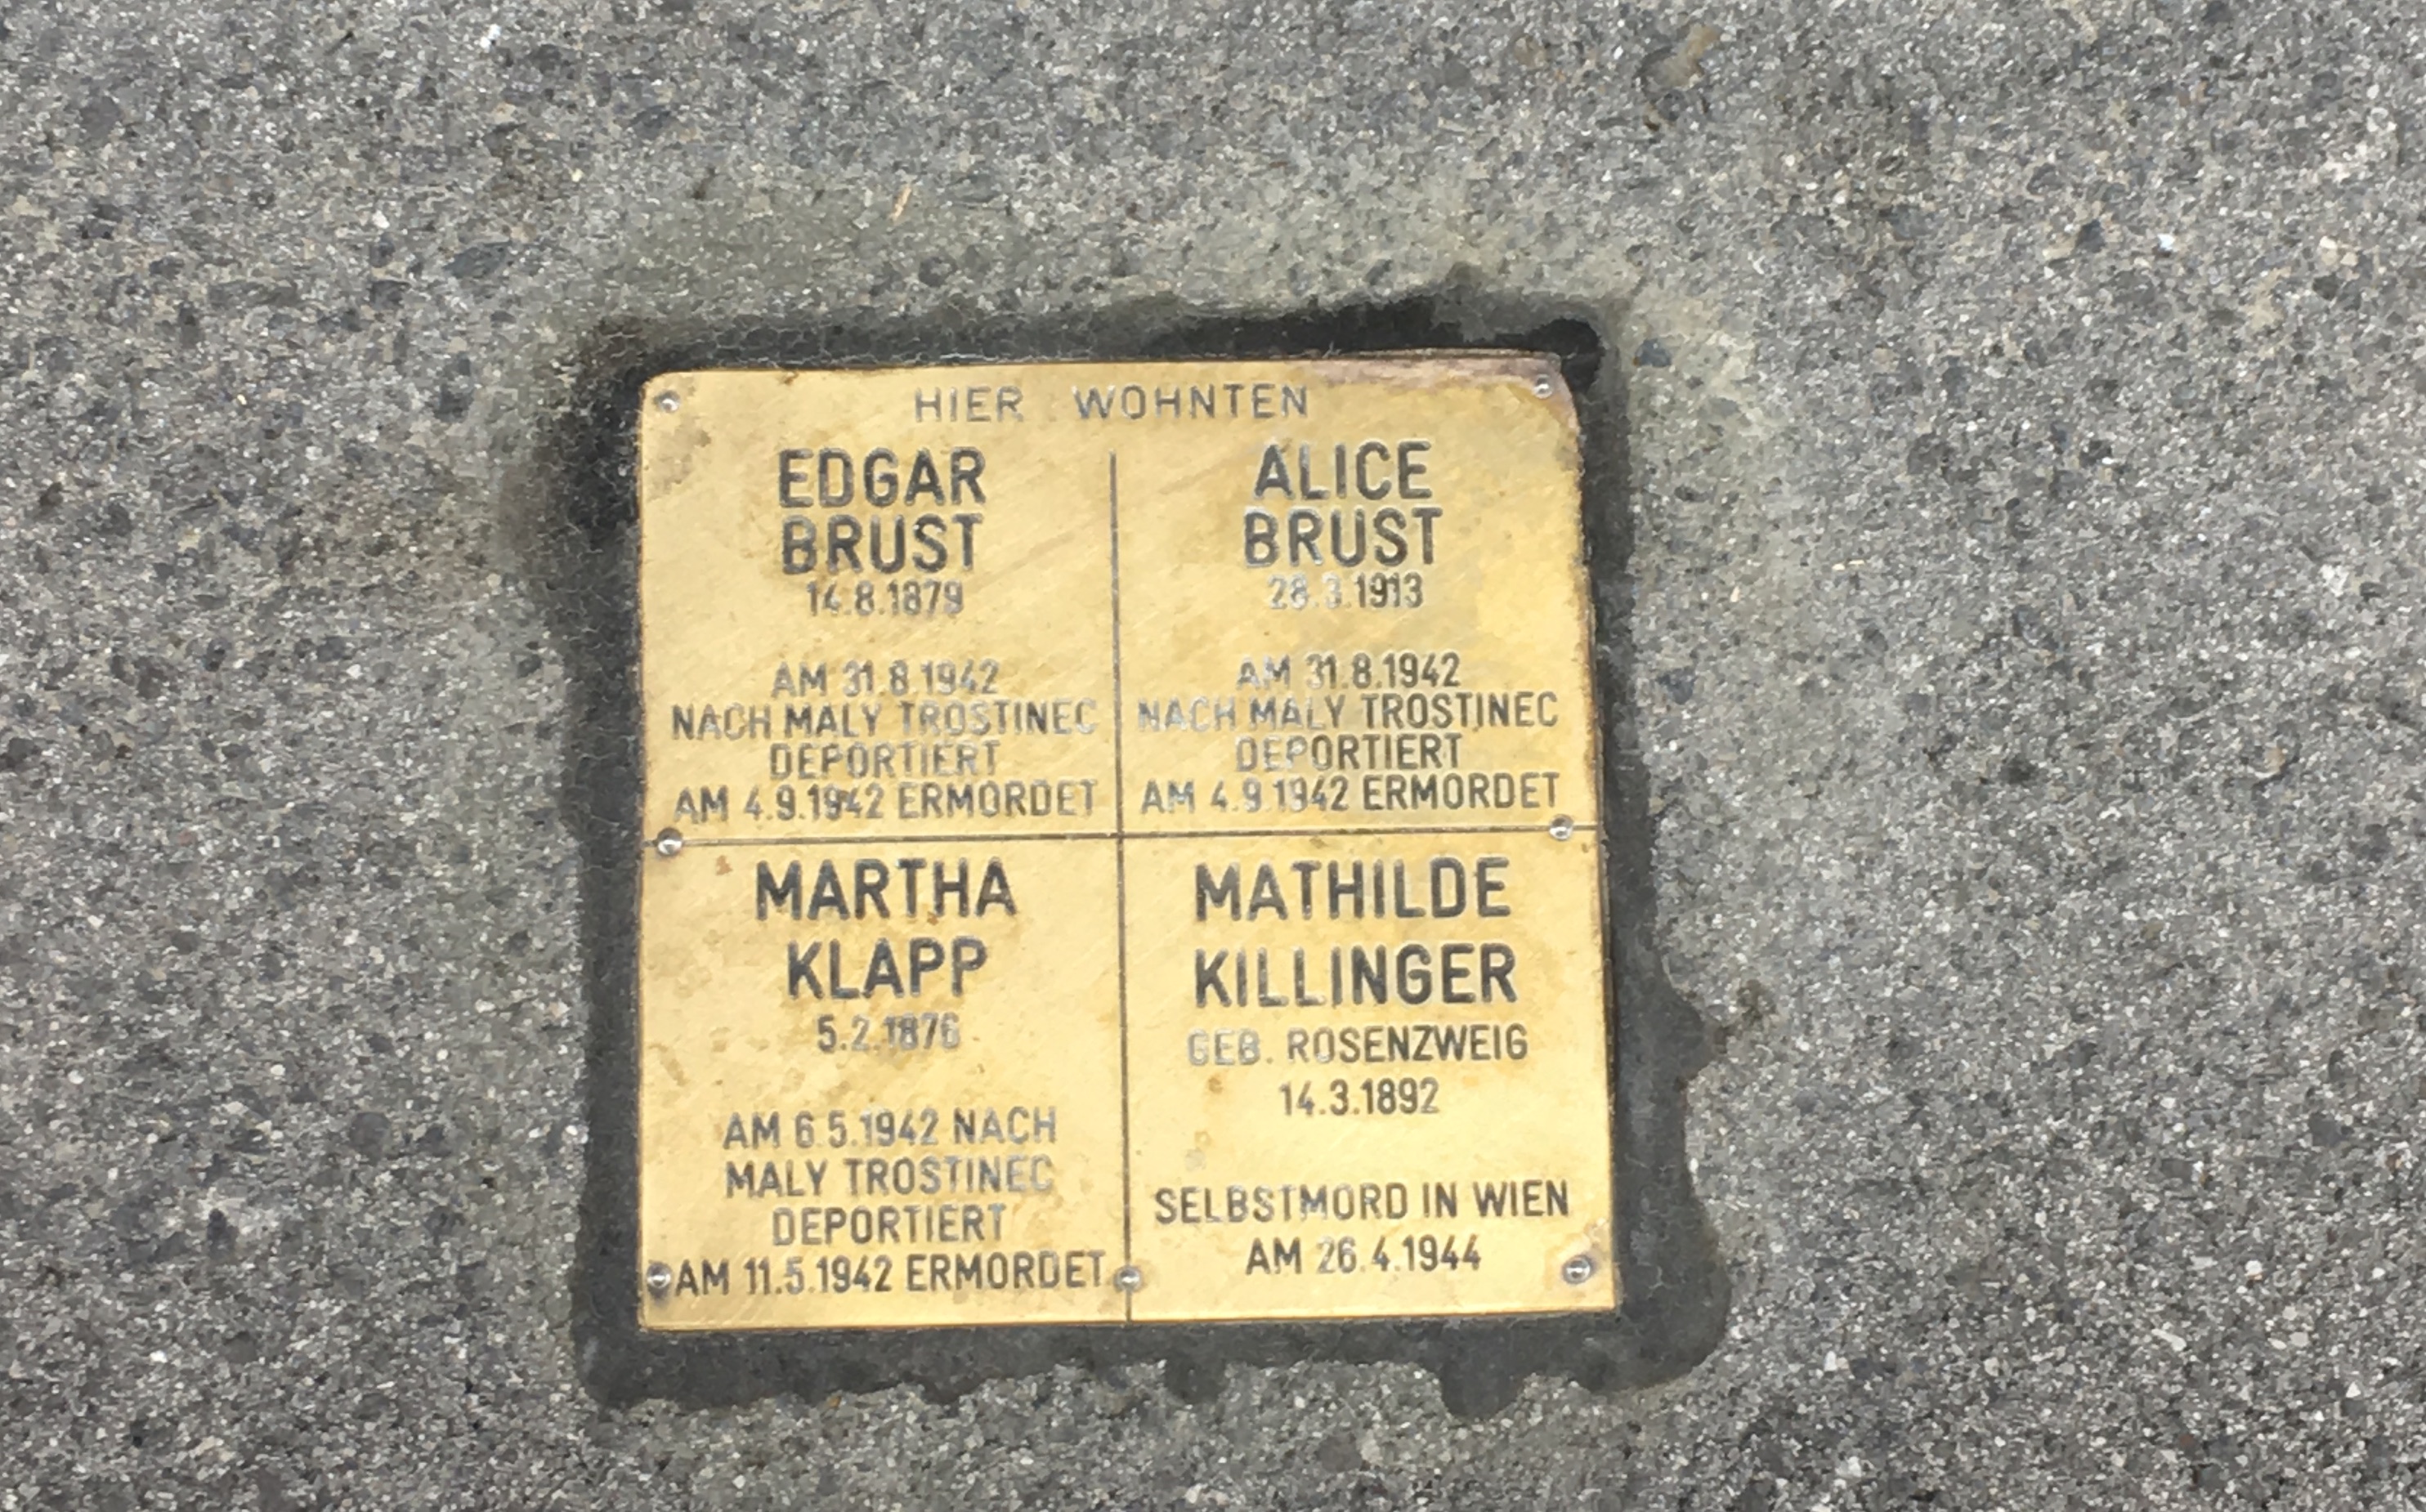 HIER WOHNTEN
EDGAR
BRUST
14.8.1879
AM 31.8.1942
NACH MALY TROSTINEC
DEPORTIERT
AM 4.9.1942 ERMORDET
ALICE
BRUST
28.3.1913
AM 31.8.1942
NACH MALY TROSTINEC
DEPORTIERT
AM 4.9.1942 ERMORDET
MARTHA
KLAPP
5.2.1876
AM 6.5.1942 NACH
MALY TROSTINEC
DEPORTIERT
AM 11.5.1942 ERMORDET
MATHILDE
KILLINGER
GEB. ROSENZWEIG
14.3.1892
SELBSTMORD IN WIEN
AM 26.4.1944